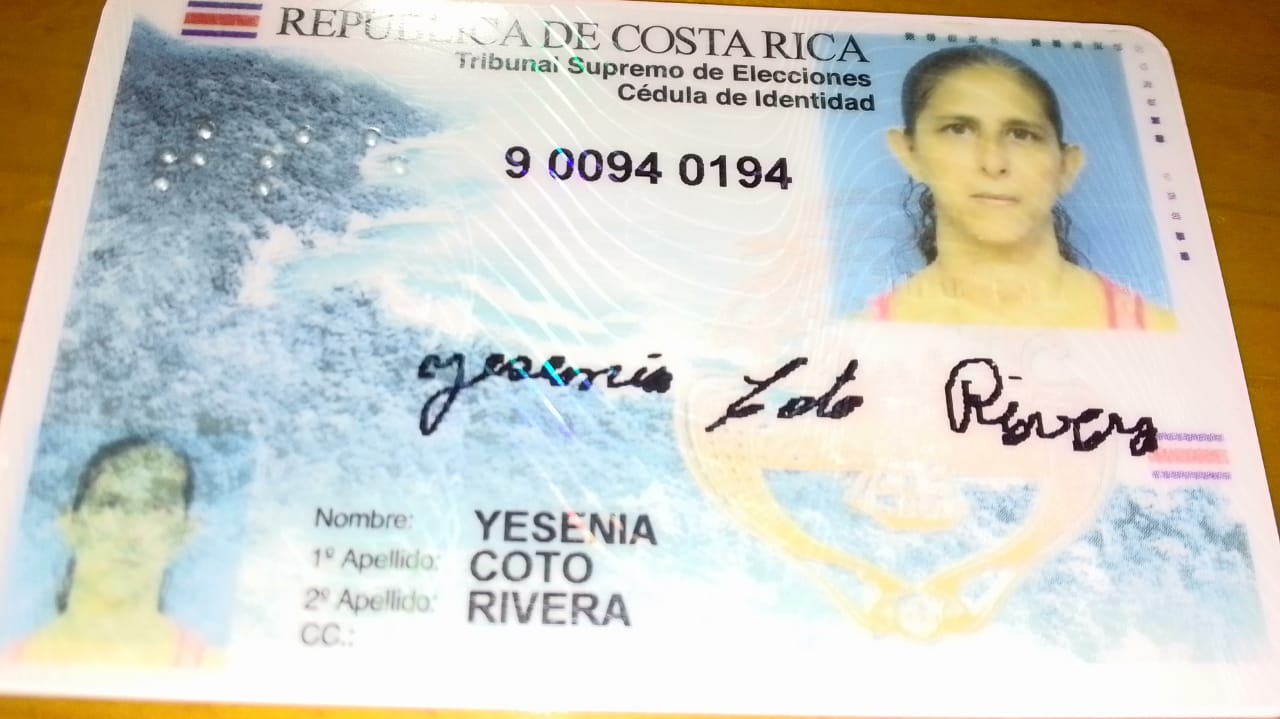 REPÚBLICA DE COSTA RICA
Tribunal Supremo de Elecciones
Cédula de Identidad
9 0094 0194
Yesenia Coto Rivera
Nombre: YESENIA
1º Apellido: COTO
2º Apellido: RIVERA
CC.: